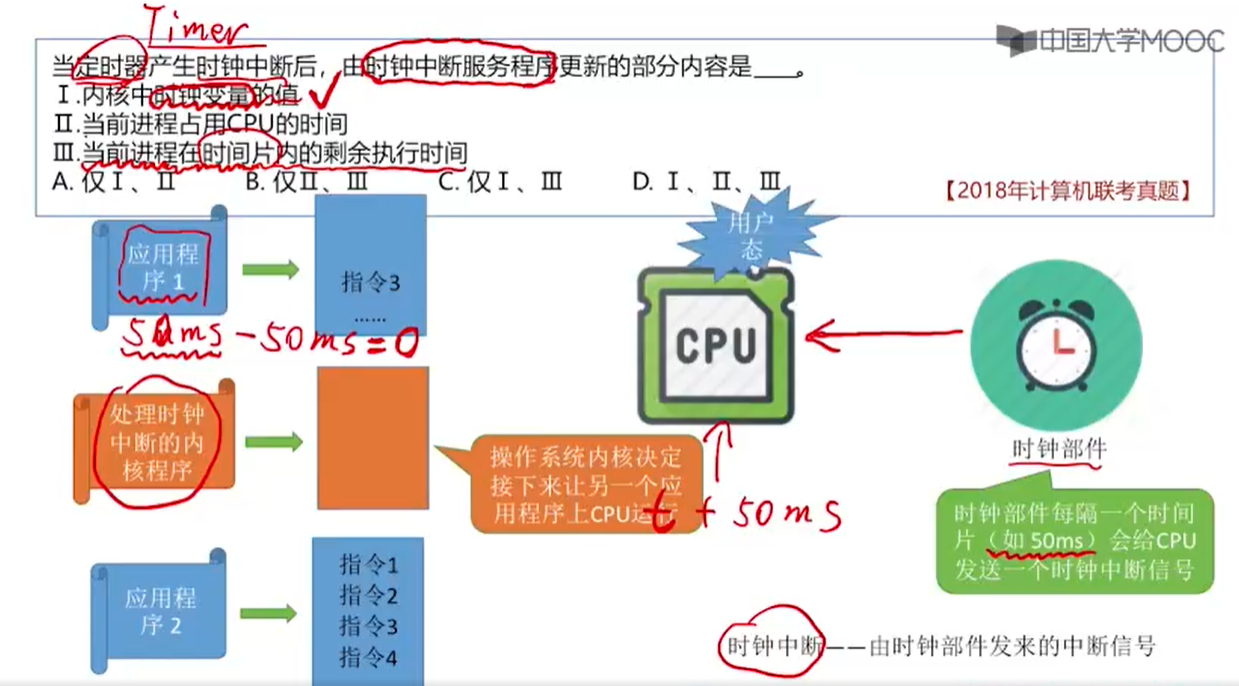 Timer
中国大学MOOC
当定时器产生时钟中断后，由时钟中断服务程序更新的部分内容是___。
Ⅰ.内核中时钟变量的值
Ⅱ.当前进程占用CPU的时间
Ⅲ.当前进程在时间片内的剩余执行时间
A. 仅Ⅰ、Ⅱ B. 仅Ⅱ、Ⅲ C. 仅Ⅰ、Ⅲ D. Ⅰ、Ⅱ、Ⅲ
【2018年计算机联考真题】
用户
态
应用程
序 1
指令3
……
CPU
-50ms=0
处理时钟
中断的内
核程序
操作系统内核决定
接下来让另一个应
用程序上CPU运行
t + 50ms
时钟部件
时钟部件每隔一个时间
片（如 50ms）会给CPU
发送一个时钟中断信号
应用程
序 2
指令1
指令2
指令3
指令4
时钟中断——由时钟部件发来的中断信号